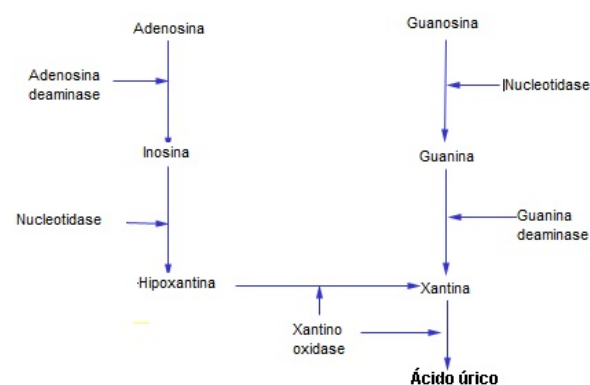 Adenosina
Guanosina
Adenosina
deaminase
Nucleotidase
Inosina
Guanina
Nucleotidase
Guanina
deaminase
Hipoxantina
Xantina
Xantino
oxidase
Ácido úrico